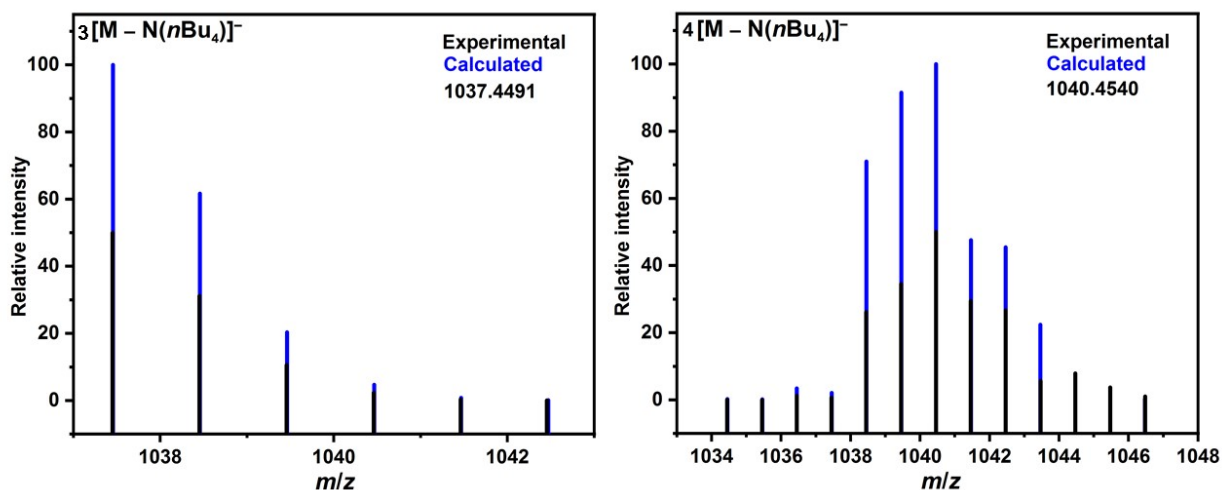 3 [M – N(nBu₄)]⁻
Experimental
Calculated
1037.4491
Relative intensity
100
80
60
40
20
0
1038
1040
1042
m/z
4 [M – N(nBu₄)]⁻
Experimental
Calculated
1040.4540
Relative intensity
100
80
60
40
20
0
1034
1036
1038
1040
1042
1044
1046
1048
m/z